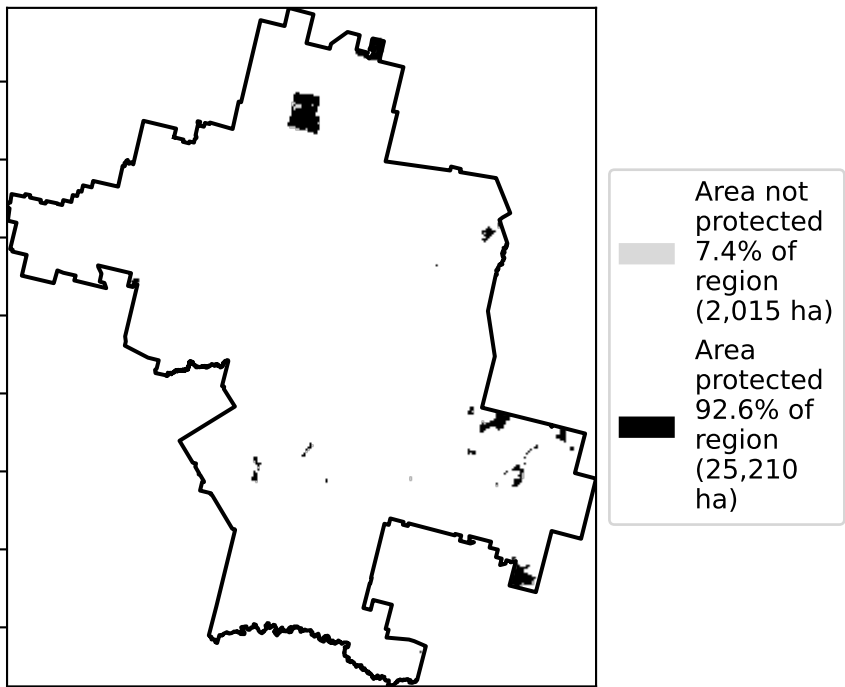 Area not
protected
7.4% of
region
(2,015 ha)
Area
protected
92.6% of
region
(25,210
ha)